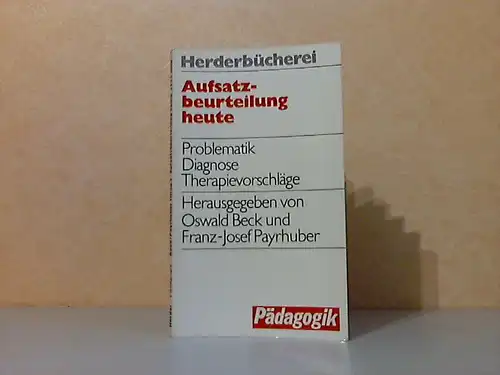 Herderbücherei
Aufsatz-
beurteilung
heute
Problematik
Diagnose
Therapievorschläge
Herausgegeben von
Oswald Beck und
Franz-Josef Payrhuber
Pädagogik